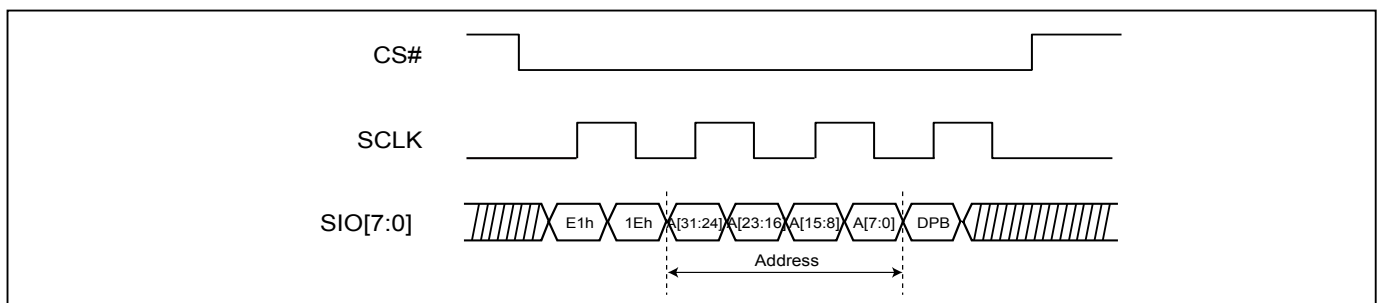 CS#
SCLK
SIO[7:0]
E1h 1Eh A[31:24] A[23:16] A[15:8] A[7:0] DPB
Address